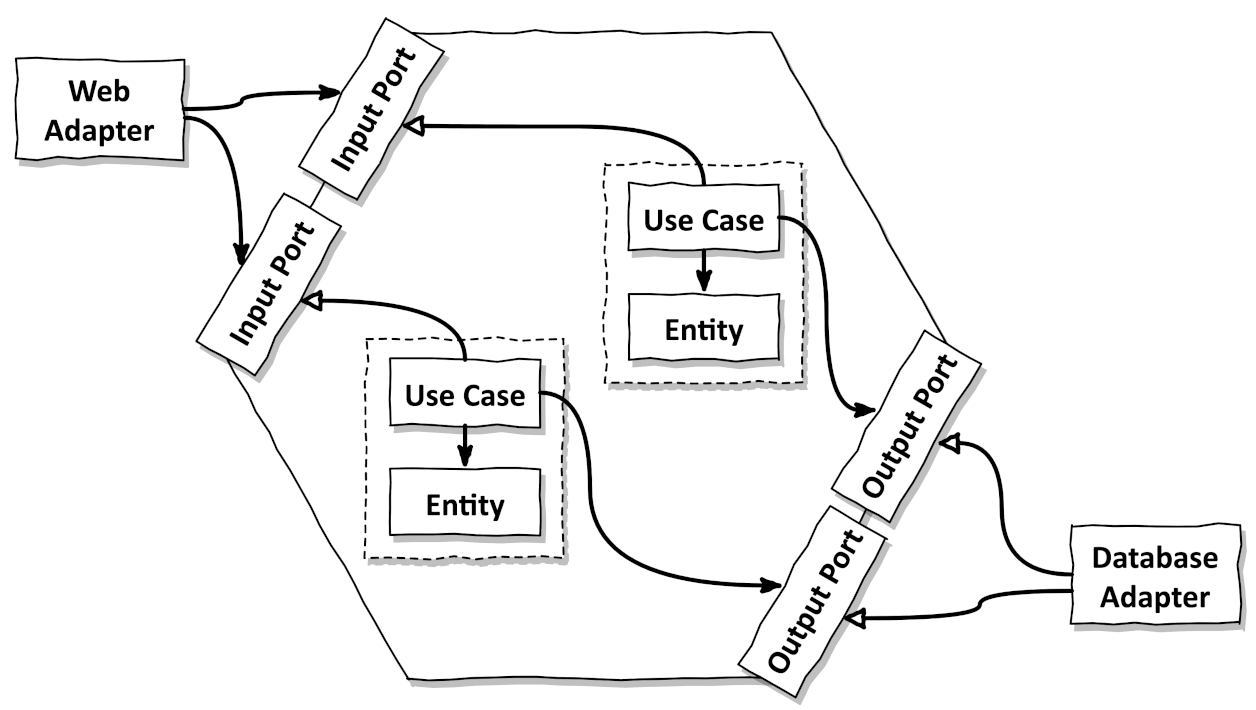 Web
Adapter
Input Port
Input Port
Use Case
Entity
Use Case
Entity
Output Port
Output Port
Database
Adapter